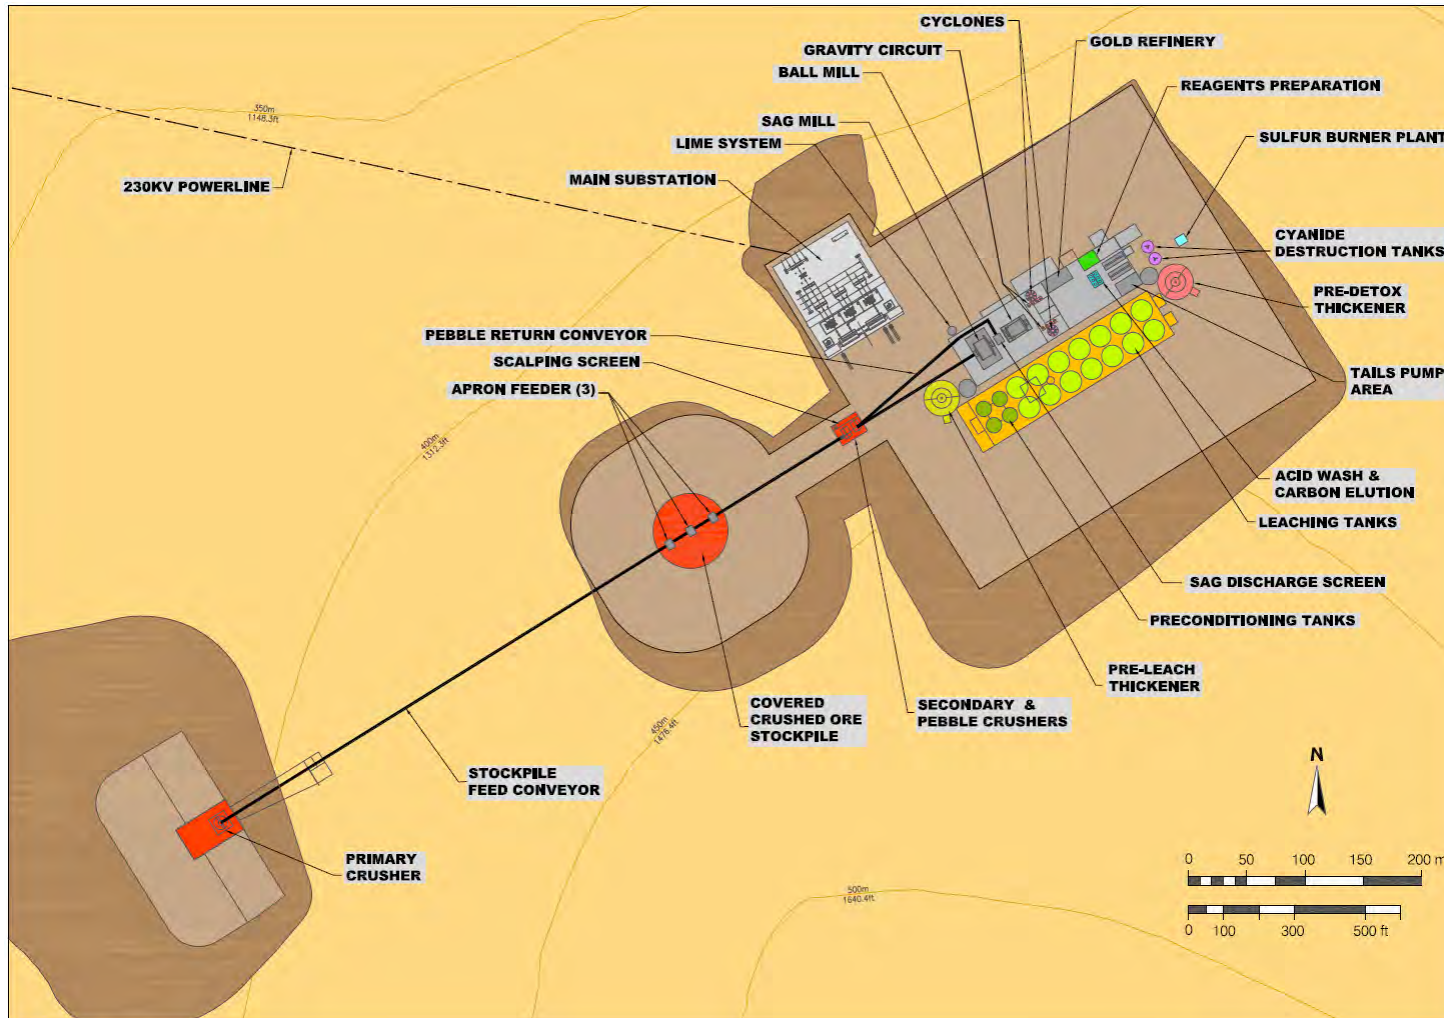 CYCLONES
GOLD REFINERY
GRAVITY CIRCUIT
BALL MILL
REAGENTS PREPARATION
350m
1148.3ft
SAG MILL
SULFUR BURNER PLANT
LIME SYSTEM
MAIN SUBSTATION
230KV POWERLINE
CYANIDE
DESTRUCTION TANKS
PRE-DETOX
THICKENER
PEBBLE RETURN CONVEYOR
SCALPING SCREEN
APRON FEEDER (3)
TAILS PUMP
AREA
400m
1312.3ft
ACID WASH &
CARBON ELUTION
LEACHING TANKS
SAG DISCHARGE SCREEN
PRECONDITIONING TANKS
PRE-LEACH
THICKENER
COVERED
CRUSHED ORE
STOCKPILE
SECONDARY &
PEBBLE CRUSHERS
450m
1476.4ft
STOCKPILE
FEED CONVEYOR
N
PRIMARY
CRUSHER
0 50 100 150 200 m
500m
1640.4ft
0 100 300 500 ft